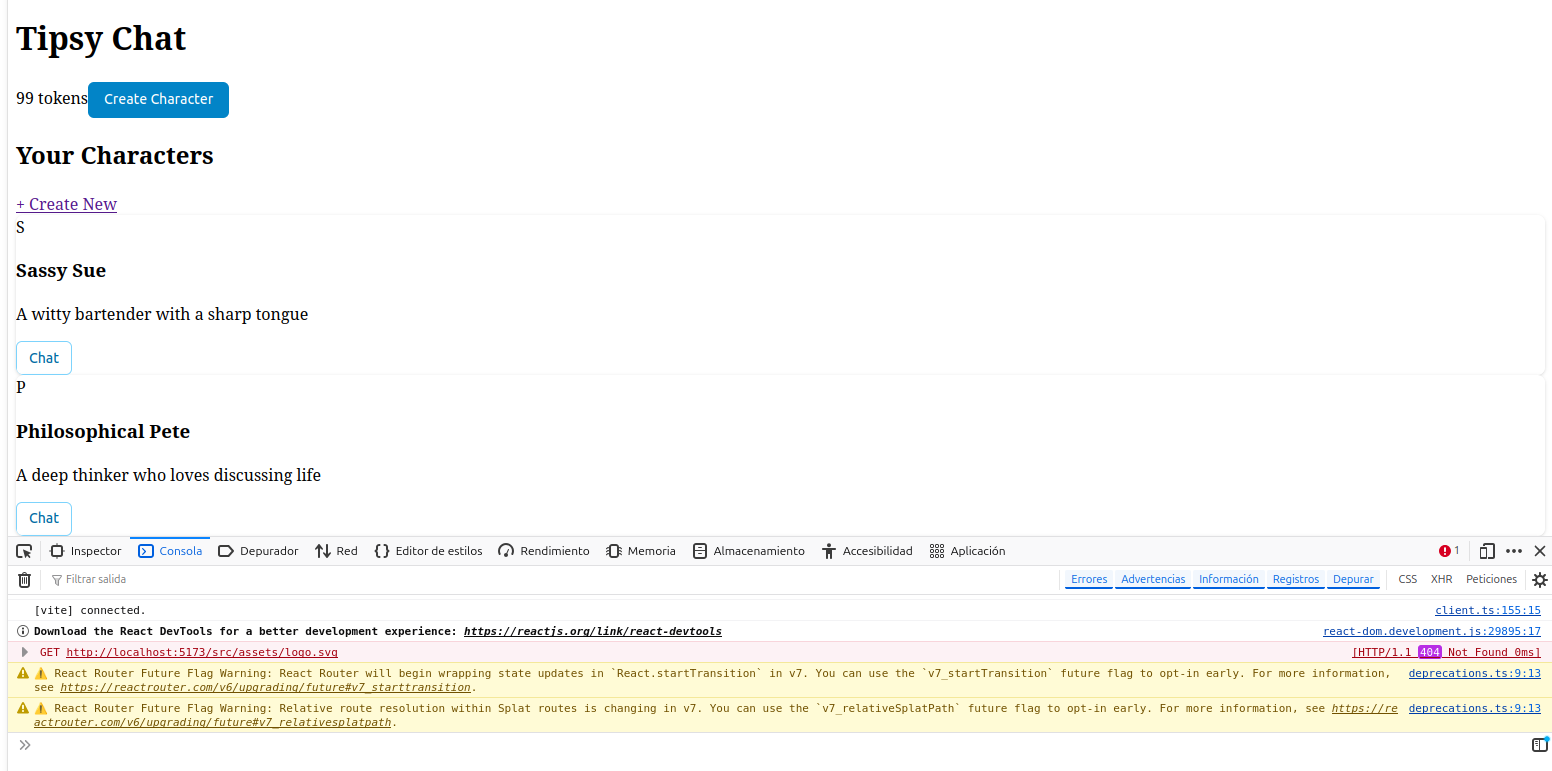 Tipsy Chat
99 tokens Create Character
Your Characters
+ Create New
S
Sassy Sue
A witty bartender with a sharp tongue
Chat
P
Philosophical Pete
A deep thinker who loves discussing life
Chat
Inspector Consola Depurador Red Editor de estilos Rendimiento Memoria Almacenamiento Accesibilidad Aplicación 1
Filtrar salida Errores Advertencias Información Registros Depurar CSS XHR Peticiones
[vite] connected. client.ts:155:15
Download the React DevTools for a better development experience: https://reactjs.org/link/react-devtools react-dom.development.js:29895:17
GET http://localhost:5173/src/assets/logo.svg [HTTP/1.1 404 Not Found 0ms]
⚠️ React Router Future Flag Warning: React Router will begin wrapping state updates in `React.startTransition` in v7. You can use the `v7_startTransition` future flag to opt-in early. For more information, deprecations.ts:9:13
see https://reactrouter.com/v6/upgrading/future#v7_starttransition.
⚠️ React Router Future Flag Warning: Relative route resolution within Splat routes is changing in v7. You can use the `v7_relativeSplatPath` future flag to opt-in early. For more information, see https://re deprecations.ts:9:13
actrouter.com/v6/upgrading/future#v7_relativesplatpath.